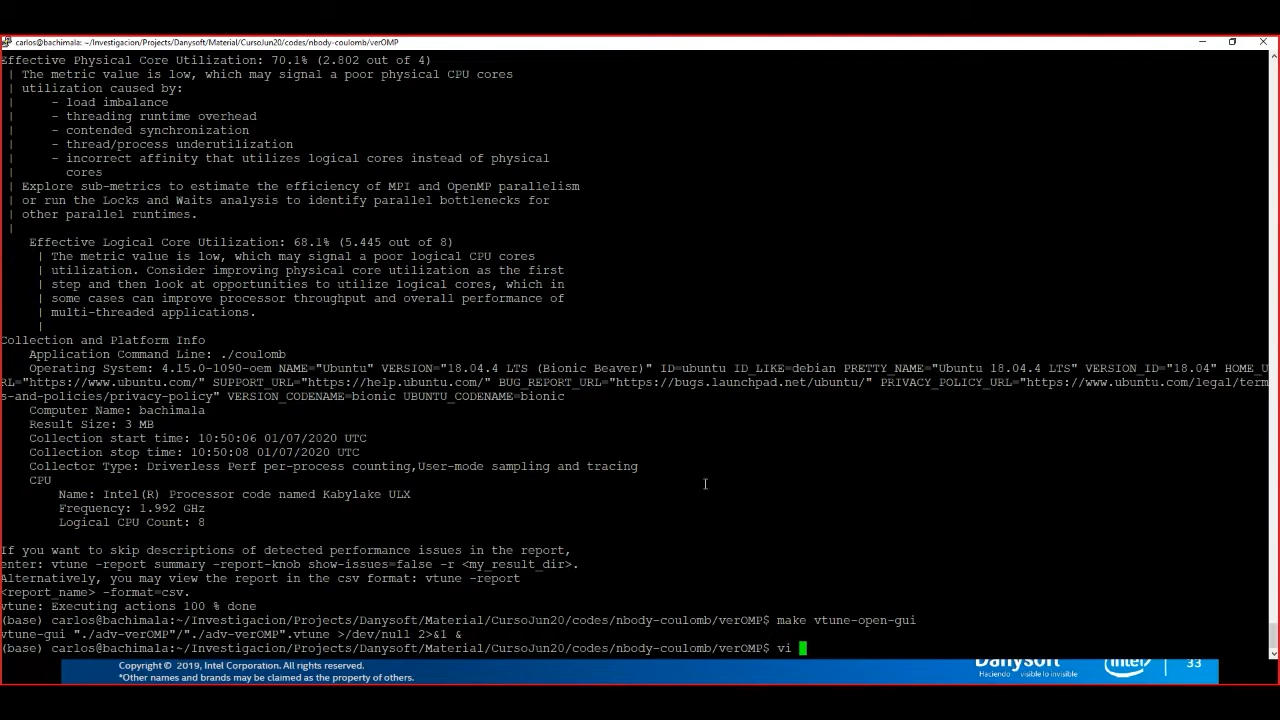 carlos@bachimala: ~/Investigacion/Projects/Danysoft/Material/CursoJun20/codes/nbody-coulomb/verOMP
Effective Physical Core Utilization: 70.1% (2.802 out of 4)
| The metric value is low, which may signal a poor physical CPU cores
| utilization caused by:
|     - load imbalance
|     - threading runtime overhead
|     - contended synchronization
|     - thread/process underutilization
|     - incorrect affinity that utilizes logical cores instead of physical
|       cores
| Explore sub-metrics to estimate the efficiency of MPI and OpenMP parallelism
| or run the Locks and Waits analysis to identify parallel bottlenecks for
| other parallel runtimes.
|
Effective Logical Core Utilization: 68.1% (5.445 out of 8)
| The metric value is low, which may signal a poor logical CPU cores
| utilization. Consider improving physical core utilization as the first
| step and then look at opportunities to utilize logical cores, which in
| some cases can improve processor throughput and overall performance of
| multi-threaded applications.
|
Collection and Platform Info
Application Command Line: ./coulomb
Operating System: 4.15.0-1090-oem NAME="Ubuntu" VERSION="18.04.4 LTS (Bionic Beaver)" ID=ubuntu ID_LIKE=debian PRETTY_NAME="Ubuntu 18.04.4 LTS" VERSION_ID="18.04" HOME_U
RL="https://www.ubuntu.com/" SUPPORT_URL="https://help.ubuntu.com/" BUG_REPORT_URL="https://bugs.launchpad.net/ubuntu/" PRIVACY_POLICY_URL="https://www.ubuntu.com/legal/term
s-and-policies/privacy-policy" VERSION_CODENAME=bionic UBUNTU_CODENAME=bionic
Computer Name: bachimala
Result Size: 3 MB
Collection start time: 10:50:06 01/07/2020 UTC
Collection stop time: 10:50:08 01/07/2020 UTC
Collector Type: Driverless Perf per-process counting,User-mode sampling and tracing
CPU
Name: Intel(R) Processor code named Kabylake ULX
Frequency: 1.992 GHz
Logical CPU Count: 8
If you want to skip descriptions of detected performance issues in the report,
enter: vtune -report summary -report-knob show-issues=false -r <my_result_dir>.
Alternatively, you may view the report in the csv format: vtune -report
<report_name> -format=csv.
vtune: Executing actions 100 % done
(base) carlos@bachimala:~/Investigacion/Projects/Danysoft/Material/CursoJun20/codes/nbody-coulomb/verOMP$ make vtune-open-gui
vtune-gui "./adv-verOMP"/"./adv-verOMP".vtune >/dev/null 2>&1 &
(base) carlos@bachimala:~/Investigacion/Projects/Danysoft/Material/CursoJun20/codes/nbody-coulomb/verOMP$ vi
Copyright © 2019, Intel Corporation. All rights reserved.
*Other names and brands may be claimed as the property of others.
Danysoft
Haciendo visible lo invisible
intel
33